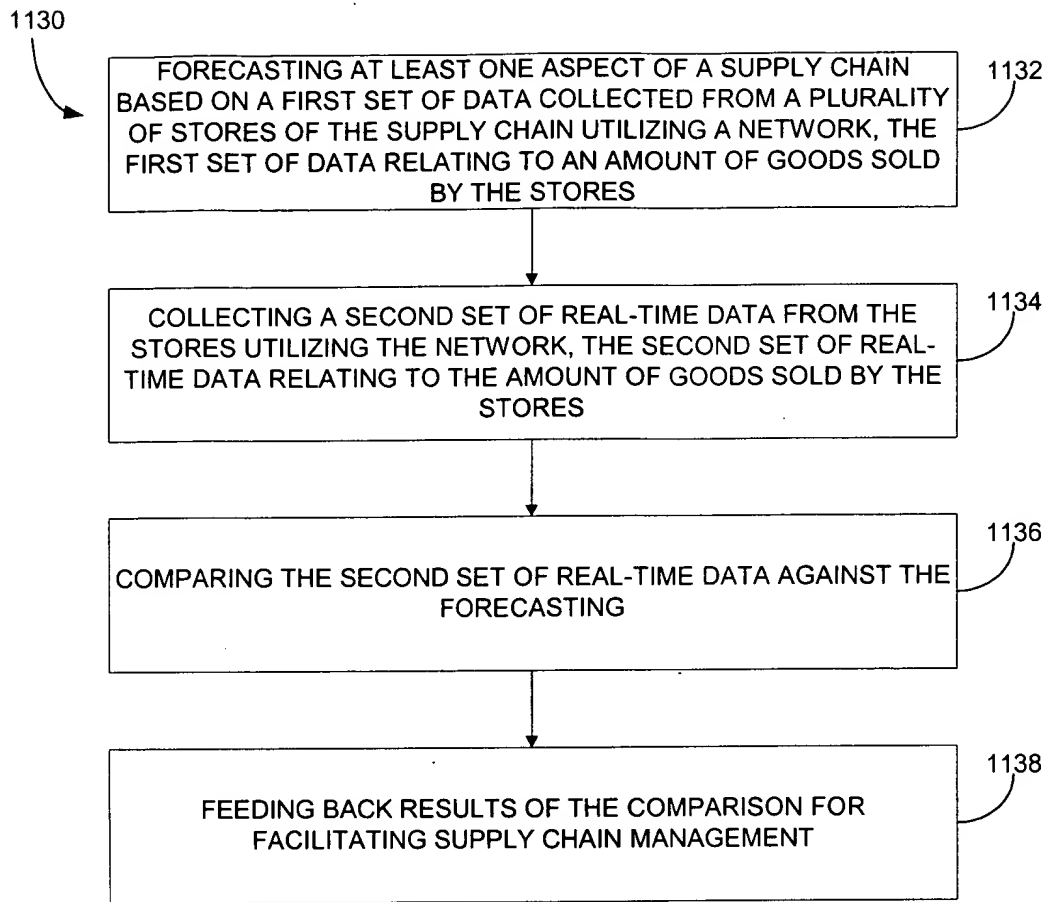 1130
FORECASTING AT LEAST ONE ASPECT OF A SUPPLY CHAIN
BASED ON A FIRST SET OF DATA COLLECTED FROM A PLURALITY
OF STORES OF THE SUPPLY CHAIN UTILIZING A NETWORK, THE
FIRST SET OF DATA RELATING TO AN AMOUNT OF GOODS SOLD
BY THE STORES
1132
COLLECTING A SECOND SET OF REAL-TIME DATA FROM THE
STORES UTILIZING THE NETWORK, THE SECOND SET OF REAL-
TIME DATA RELATING TO THE AMOUNT OF GOODS SOLD BY THE
STORES
1134
COMPARING THE SECOND SET OF REAL-TIME DATA AGAINST THE
FORECASTING
1136
FEEDING BACK RESULTS OF THE COMPARISON FOR
FACILITATING SUPPLY CHAIN MANAGEMENT
1138